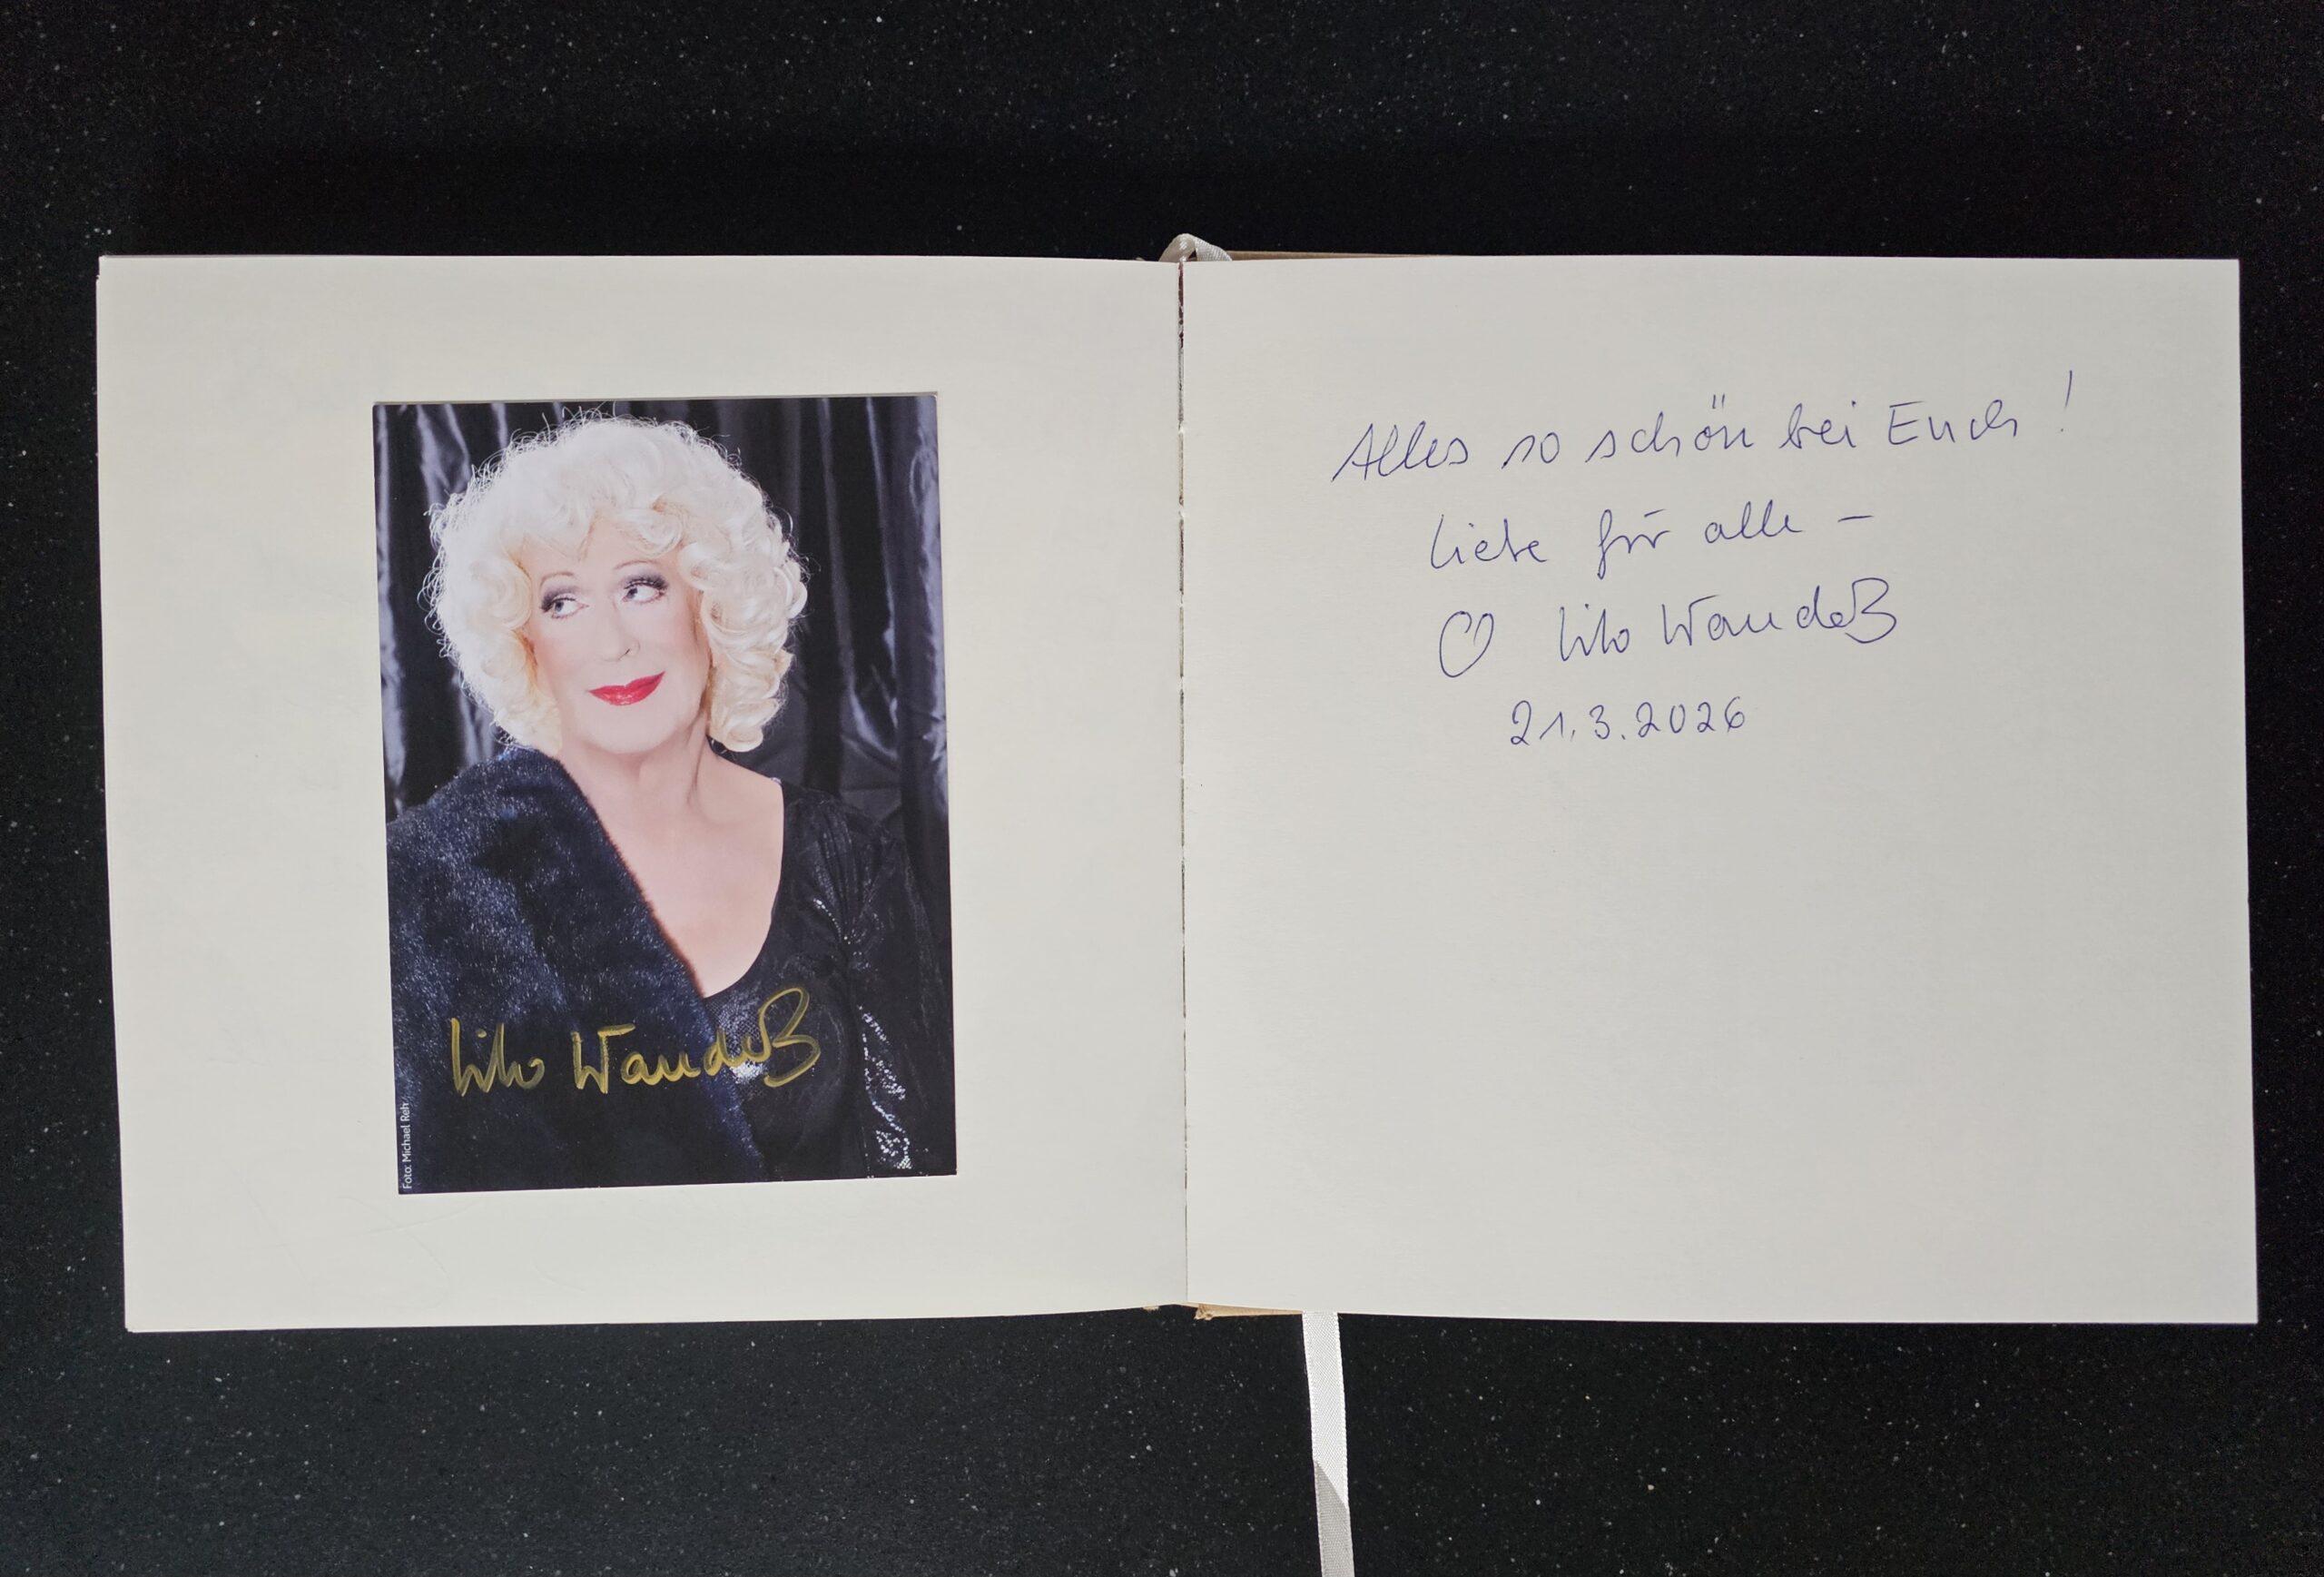 Lilo Wanders
Foto: Michael Reh
Alles so schön bei Euch!
Liebe für alle –
♡ Lilo Wanders
21.3.2026